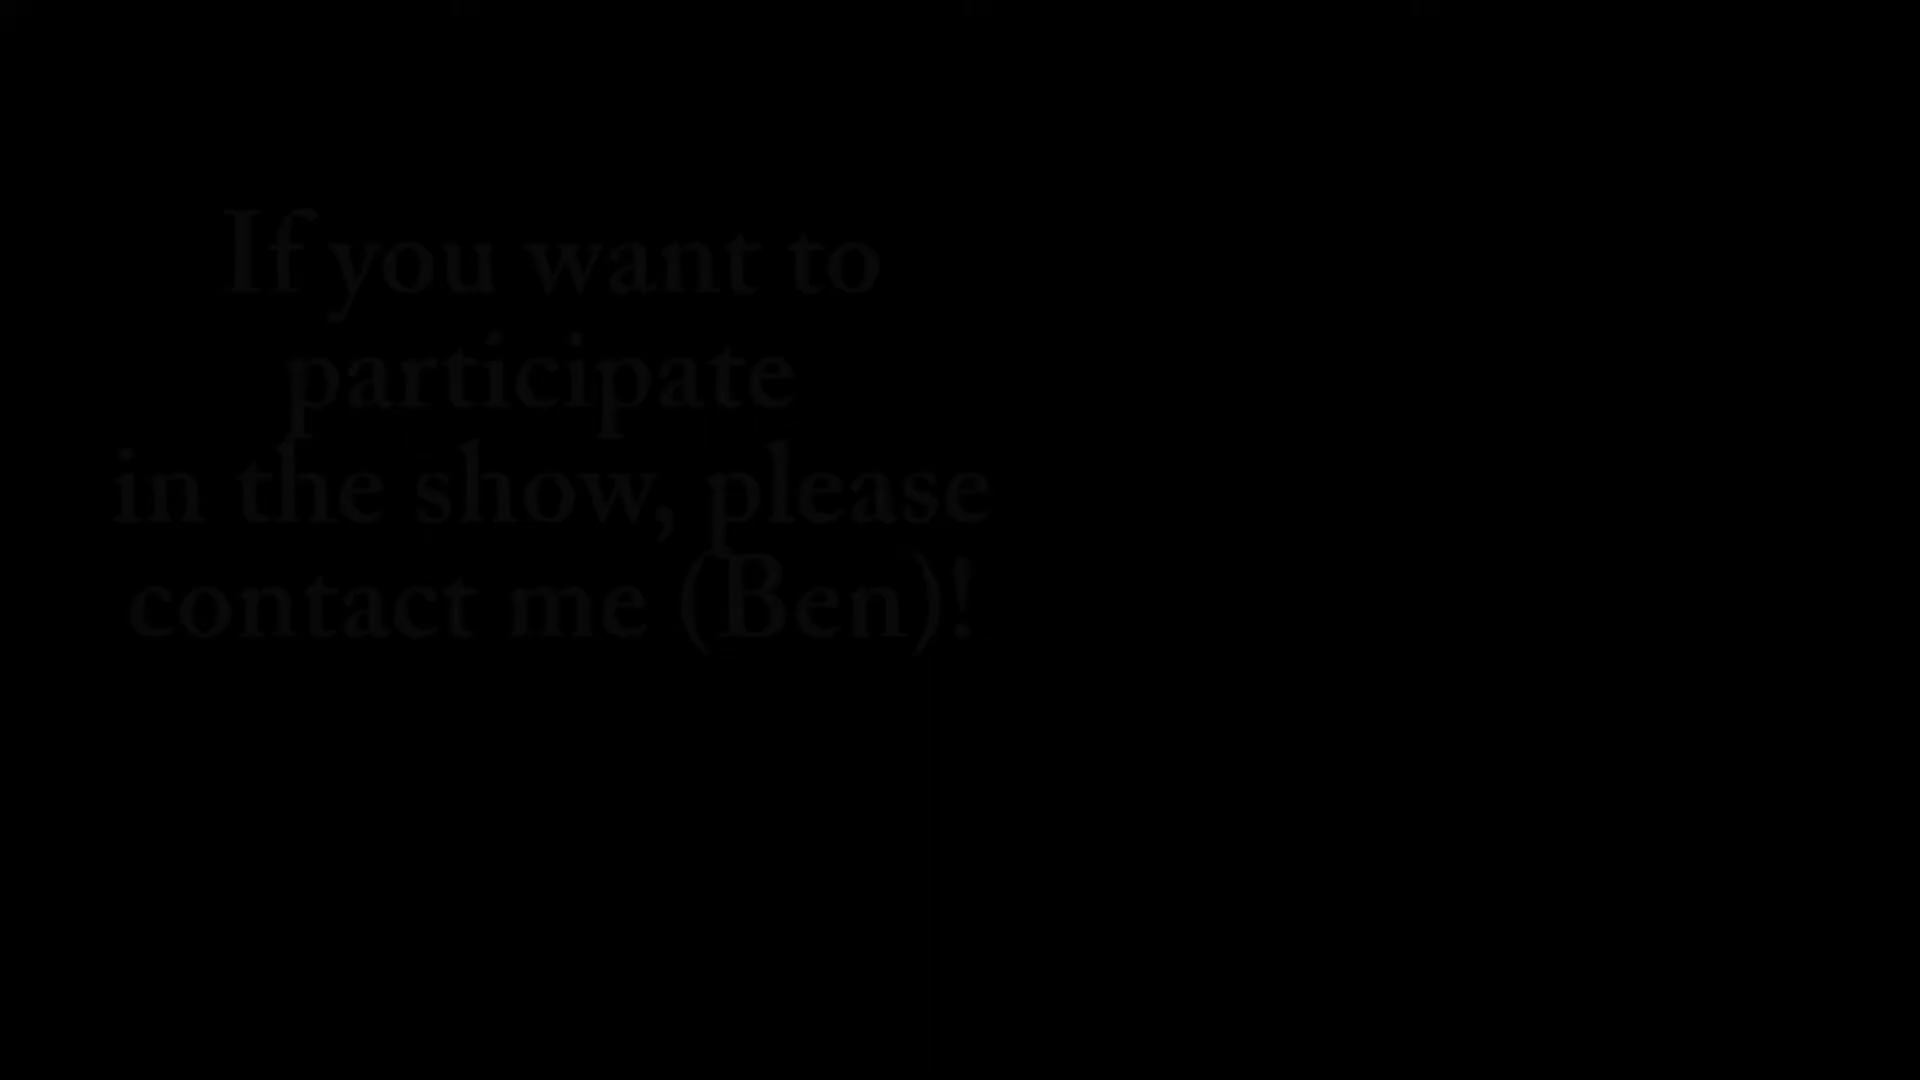 If you want to
participate
in the show, please
contact me (Ben)!